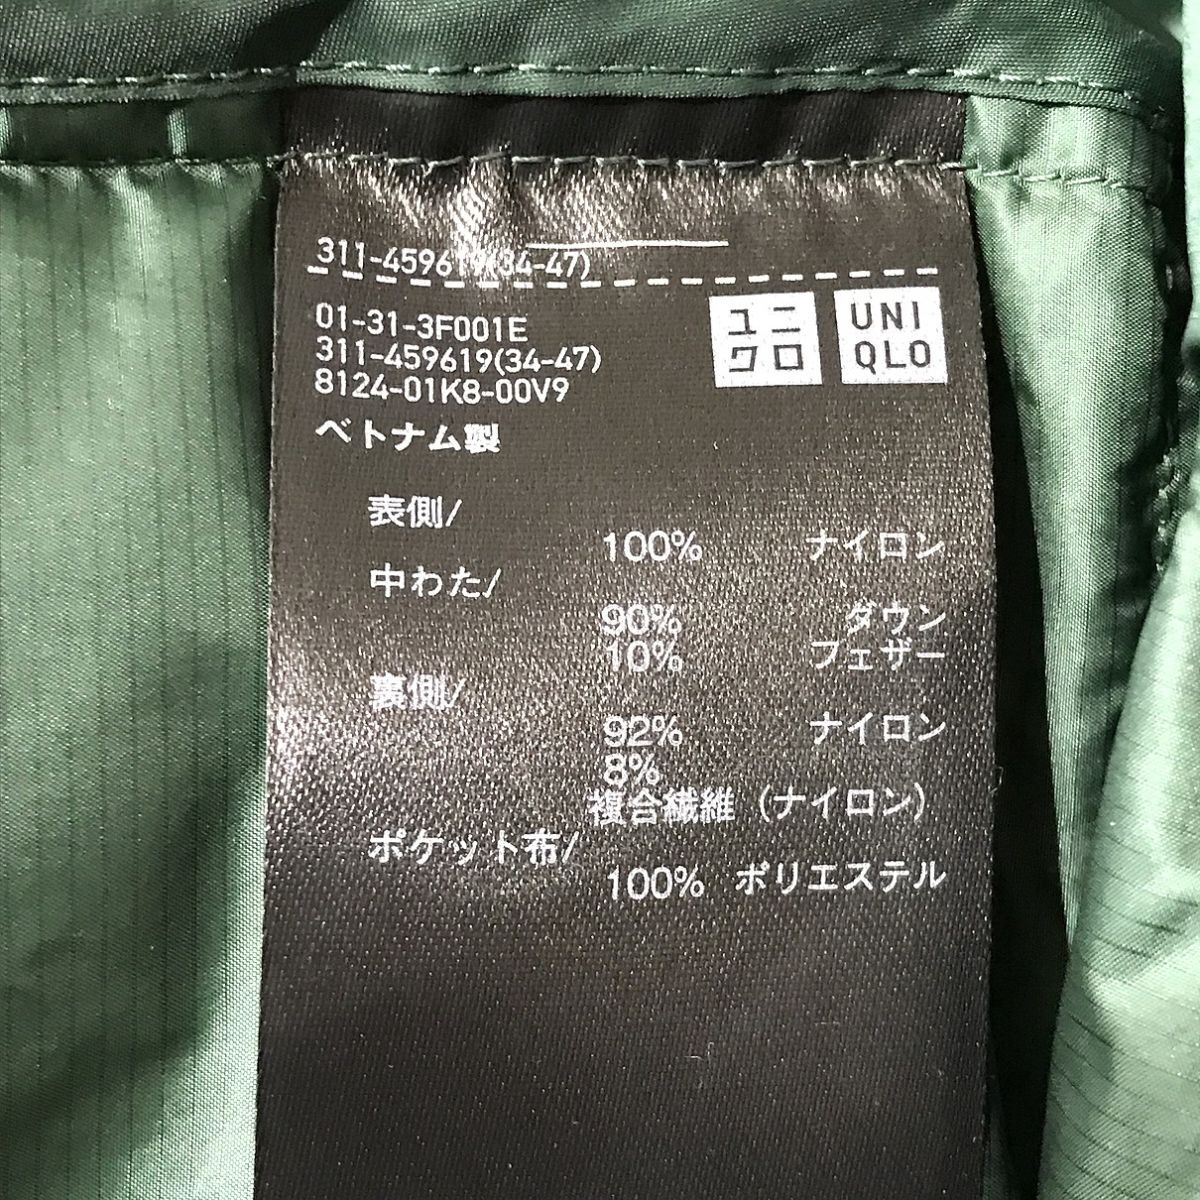 311-459619(34-47)
01-31-3F001E
311-459619(34-47)
8124-01K8-00V9
ユニ
クロ
UNI
QLO
ベトナム製
表側/
100% ナイロン
中わた/
90% ダウン
10% フェザー
裏側/
92% ナイロン
8%
複合繊維（ナイロン）
ポケット布/
100% ポリエステル